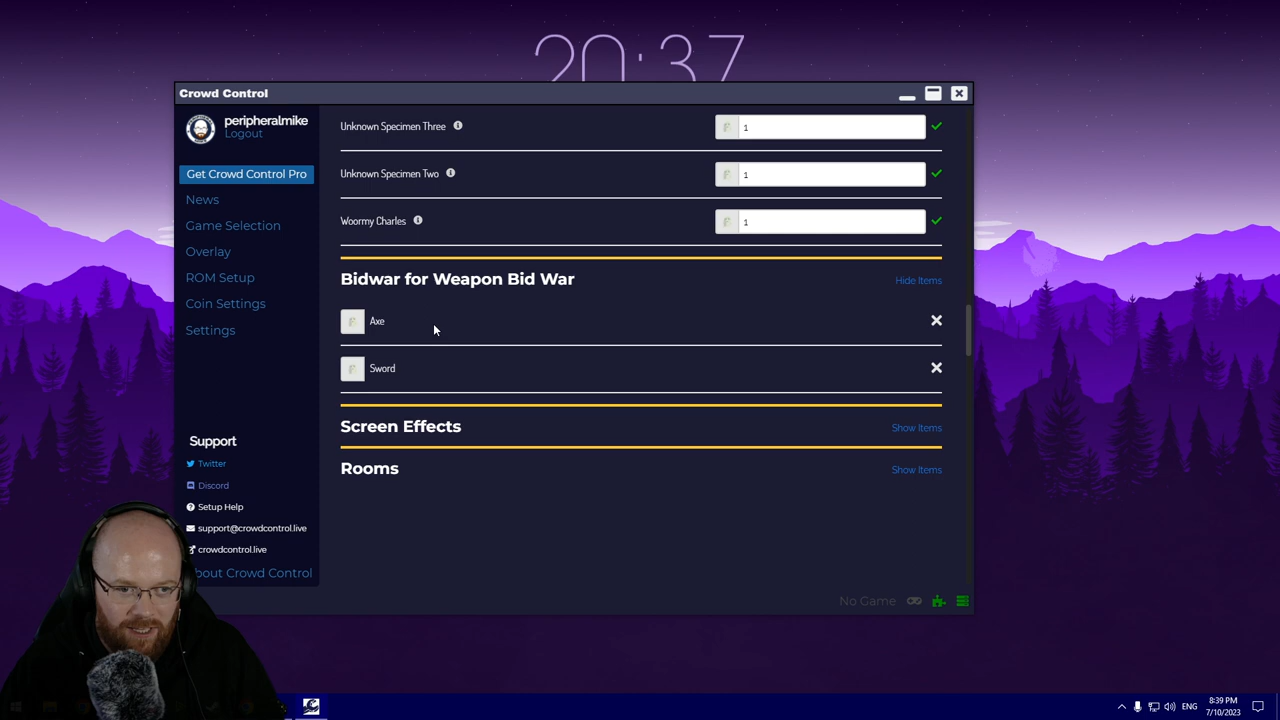 20:37
Crowd Control
peripheralmike
Logout
Get Crowd Control Pro
News
Game Selection
Overlay
ROM Setup
Coin Settings
Settings
Support
Twitter
Discord
Setup Help
support@crowdcontrol.live
crowdcontrol.live
bout Crowd Control
Unknown Specimen Three
1
Unknown Specimen Two
1
Woormy Charles
1
Bidwar for Weapon Bid War
Hide Items
Axe
Sword
Screen Effects
Show Items
Rooms
Show Items
No Game
ENG
8:39 PM
7/10/2023